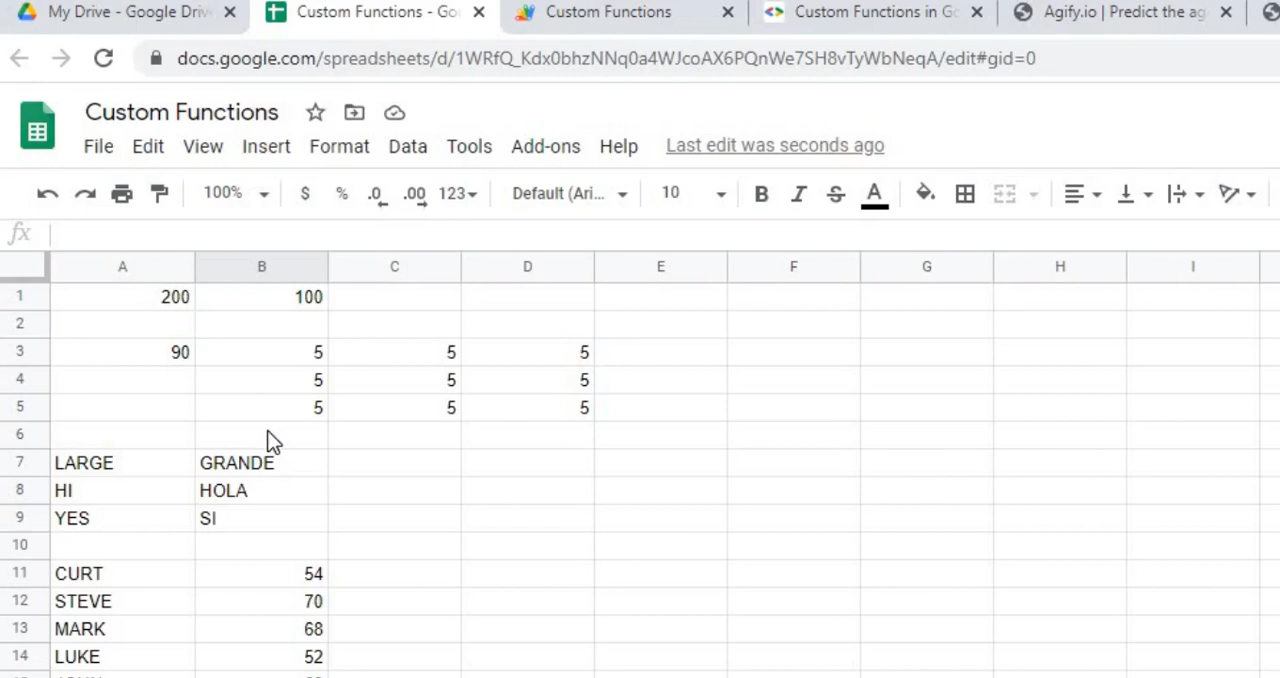 My Drive - Google Driv
Custom Functions - Go
Custom Functions
Custom Functions in Go
Agify.io | Predict the ag
docs.google.com/spreadsheets/d/1WRfQ_Kdx0bhzNNq0a4WJcoAX6PQnWe7SH8vTyWbNeqA/edit#gid=0
Custom Functions
File Edit View Insert Format Data Tools Add-ons Help Last edit was seconds ago
100% $ % .0 .00 123 Default (Ari... 10 B I S A
fx
A B C D E F G H I
1 200 100
2
3 90 5 5 5
4 5 5 5
5 5 5 5
6
7 LARGE GRANDE
8 HI HOLA
9 YES SI
10
11 CURT 54
12 STEVE 70
13 MARK 68
14 LUKE 52